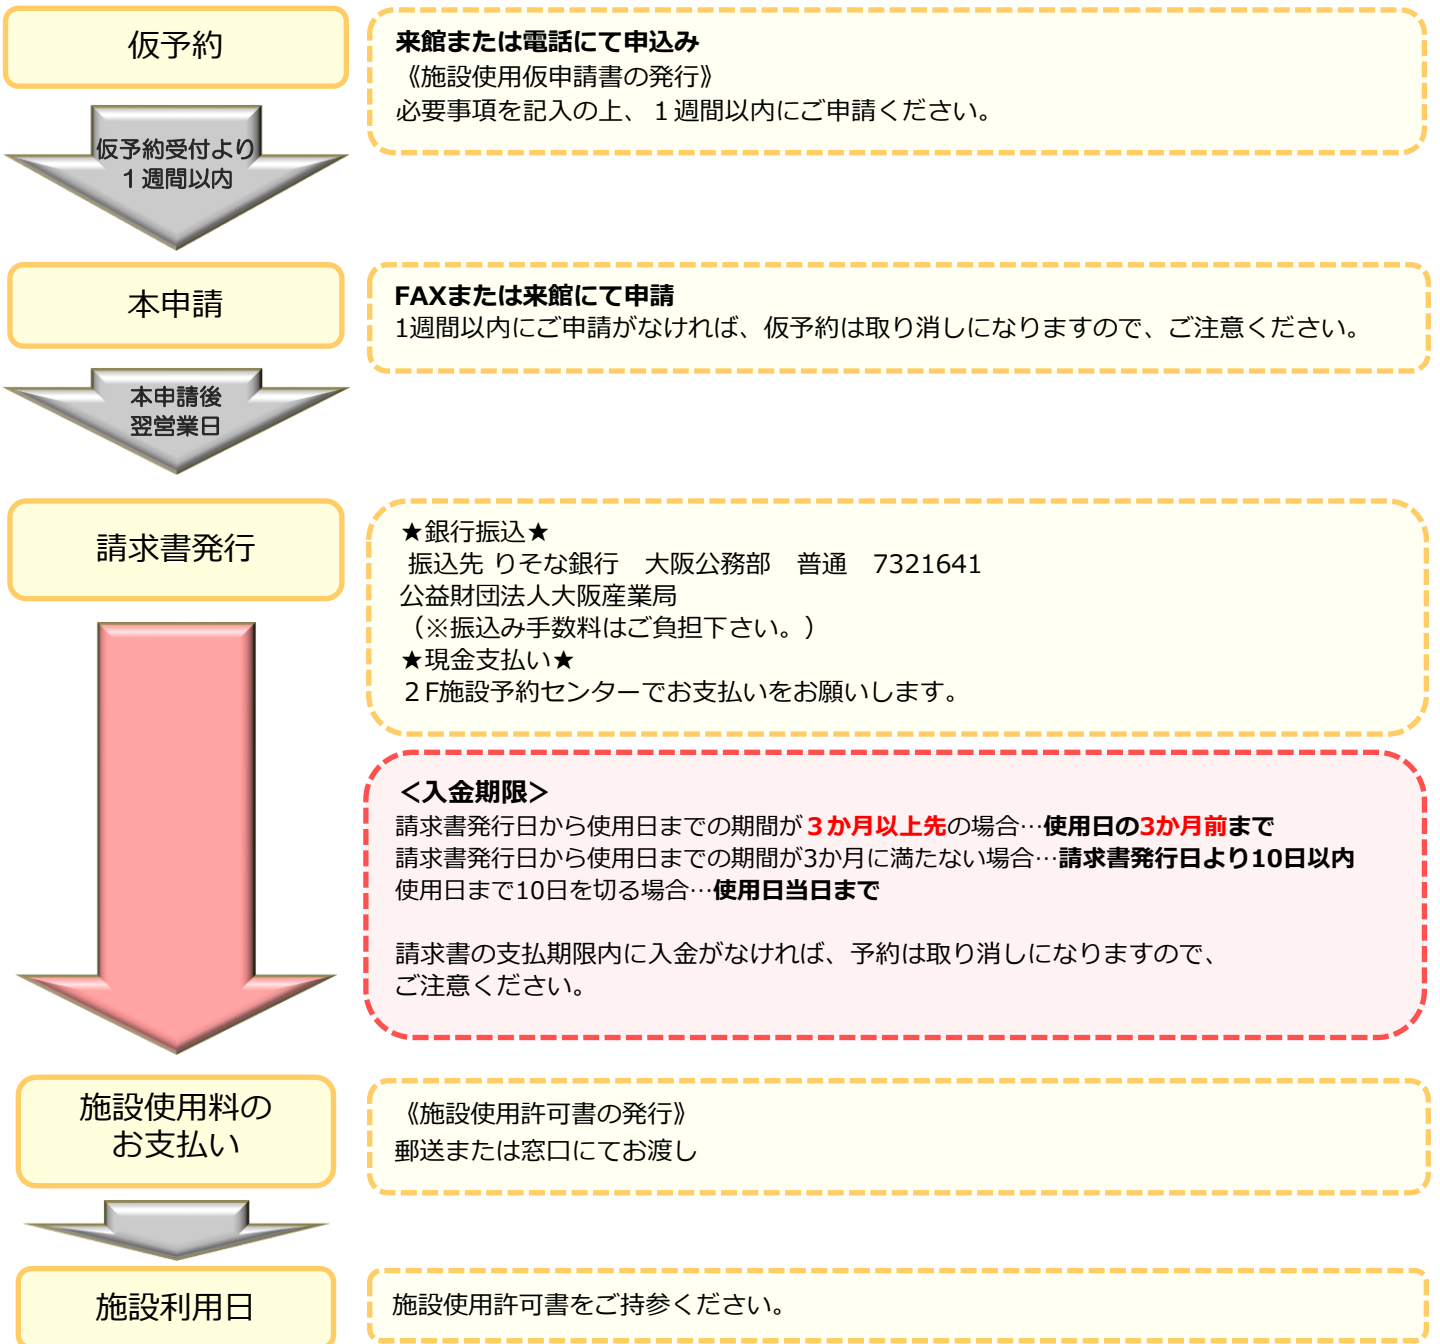 仮予約
来館または電話にて申込み
《施設使用仮申請書の発行》
必要事項を記入の上、１週間以内にご申請ください。
仮予約受付より
１週間以内
本申請
FAXまたは来館にて申請
1週間以内にご申請がなければ、仮予約は取り消しになりますので、ご注意ください。
本申請後
翌営業日
請求書発行
★銀行振込★
振込先 りそな銀行　大阪公務部　普通　7321641
公益財団法人大阪産業局
（※振込み手数料はご負担下さい。）
★現金支払い★
２F施設予約センターでお支払いをお願いします。
＜入金期限＞
請求書発行日から使用日までの期間が３か月以上先の場合…使用日の3か月前まで
請求書発行日から使用日までの期間が3か月に満たない場合…請求書発行日より10日以内
使用日まで10日を切る場合…使用日当日まで
請求書の支払期限内に入金がなければ、予約は取り消しになりますので、
ご注意ください。
施設使用料の
お支払い
《施設使用許可書の発行》
郵送または窓口にてお渡し
施設利用日
施設使用許可書をご持参ください。